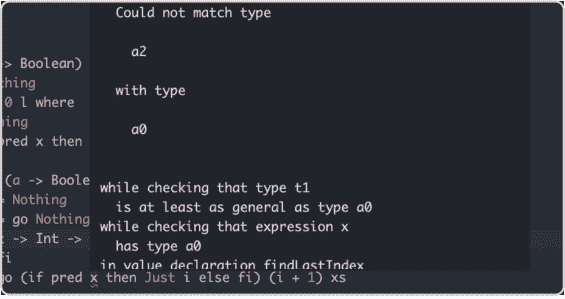 Could not match type
a2
-> Boolean)
with type
thing
0 l where
a0
ning
pred x then
(a -> Boole
while checking that type t1
= Nothing
is at least as general as type a0
= go Nothing
while checking that expression x
-> Int ->
has type a0
fi
in value declaration findLastIndex
go (if pred x then Just i else fi) (i + 1) xs